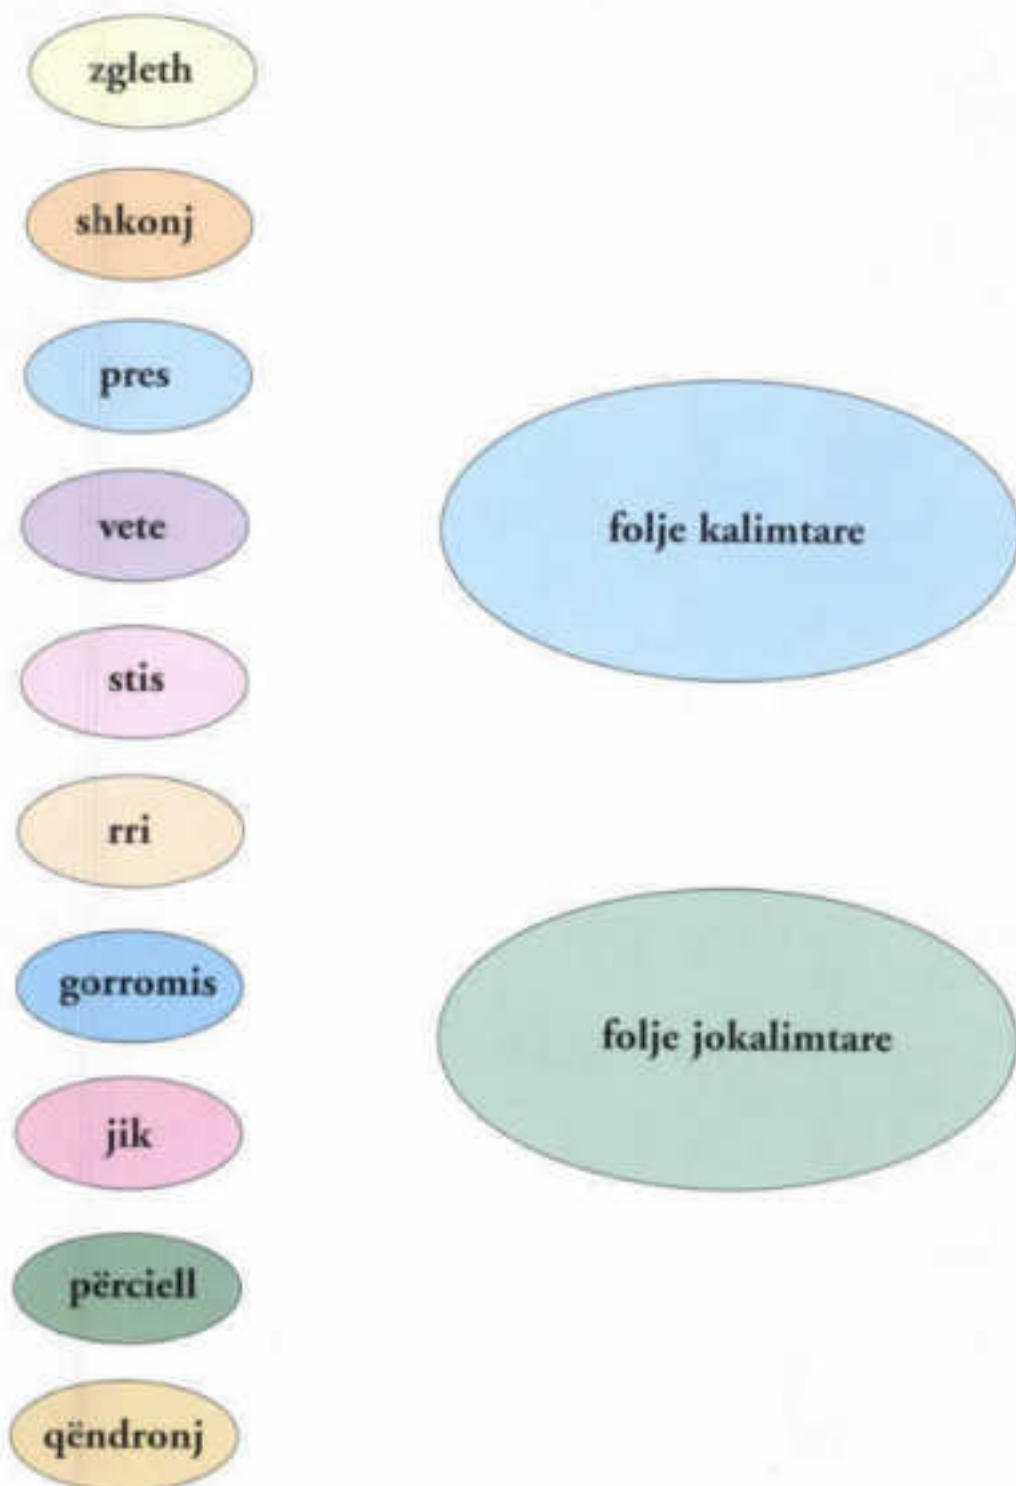 zgleth
shkonj
pres
vete
stis
rri
gorromis
jik
përciell
qëndronj
folje kalimtare
folje jokalimtare